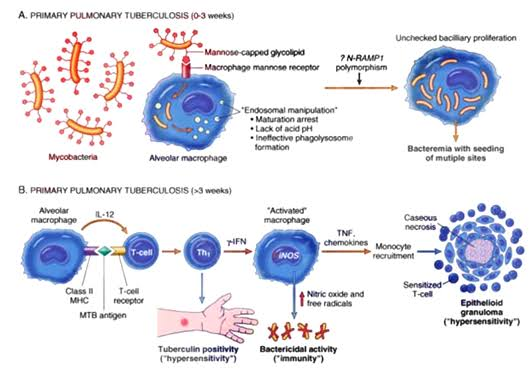 A. PRIMARY PULMONARY TUBERCULOSIS (0-3 weeks)
Mannose-capped glycolipid
Macrophage mannose receptor
"Endosomal manipulation"
• Maturation arrest
• Lack of acid pH
• Ineffective phagolysosome
formation
Mycobacteria
Alveolar macrophage
? N-RAMP1
polymorphism
Unchecked bacilliary proliferation
Bacteremia with seeding
of mutiple sites
B. PRIMARY PULMONARY TUBERCULOSIS (>3 weeks)
Alveolar
macrophage
IL-12
T-cell
Class II
MHC
MTB antigen
T-cell
receptor
TH1
γ-IFN
"Activated"
macrophage
iNOS
TNF,
chemokines
Monocyte
recruitment
Caseous
necrosis
Sensitized
T-cell
Epithelioid
granuloma
("hypersensitivity")
Nitric oxide and
free radicals
Tuberculin positivity
("hypersensitivity")
Bactericidal activity
("immunity")